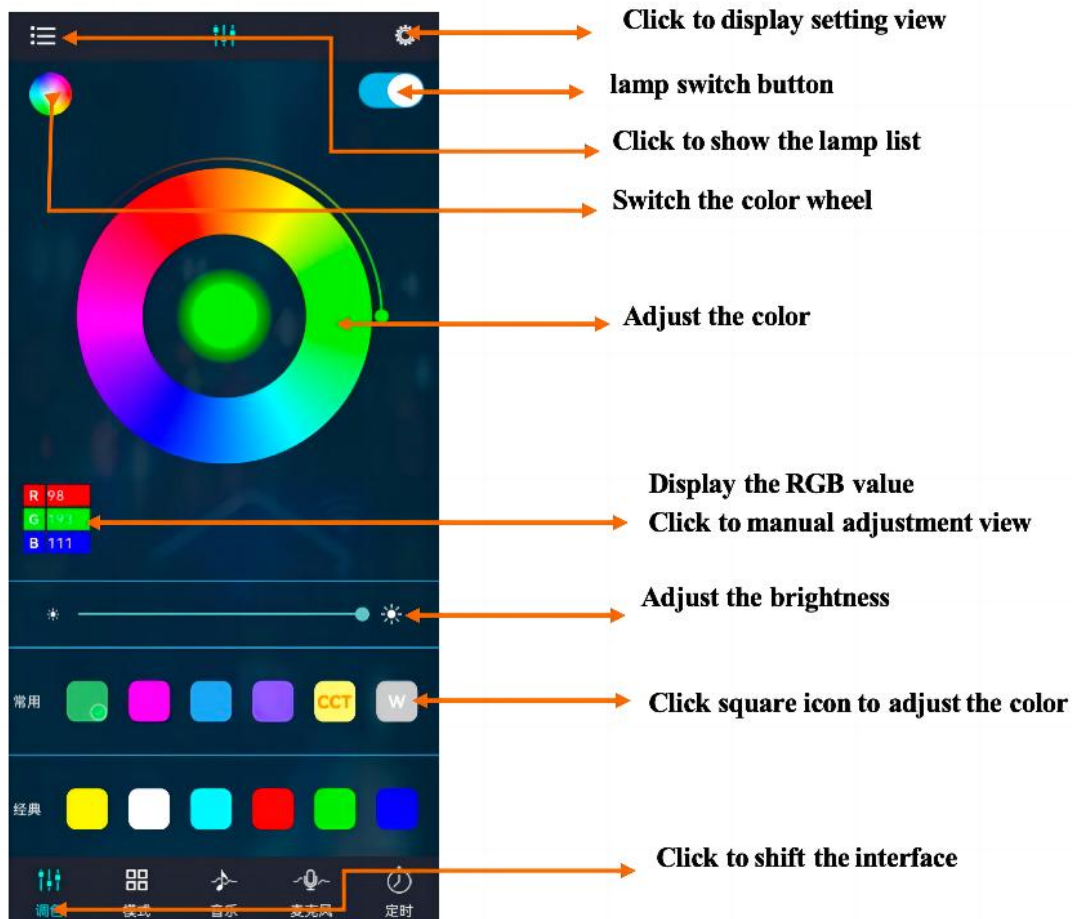 Click to display setting view
lamp switch button
Click to show the lamp list
Switch the color wheel
Adjust the color
R 98
G 193
B 111
Display the RGB value
Click to manual adjustment view
Adjust the brightness
常用
CCT
W
Click square icon to adjust the color
经典
Click to shift the interface
调色
模式
音乐
麦克风
定时